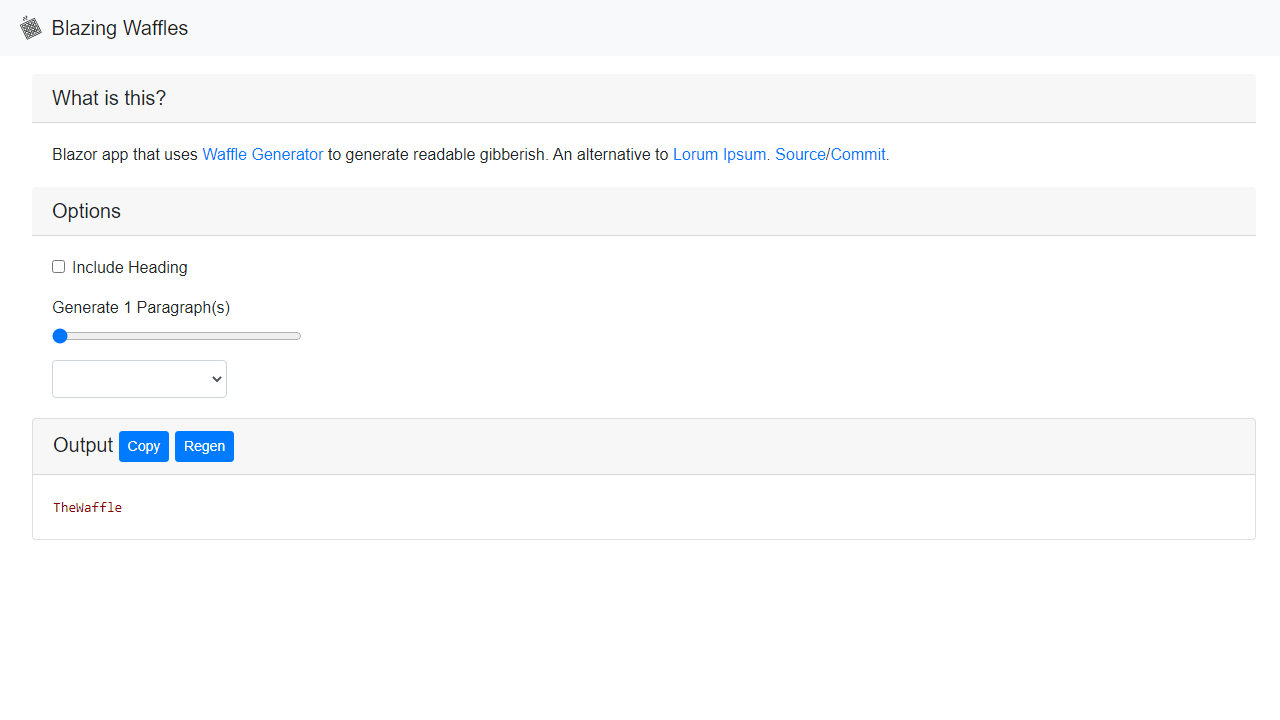 Blazing Waffles
What is this?
Blazor app that uses Waffle Generator to generate readable gibberish. An alternative to Lorum Ipsum. Source/Commit.
Options
Include Heading
Generate 1 Paragraph(s)
Output Copy Regen
TheWaffle